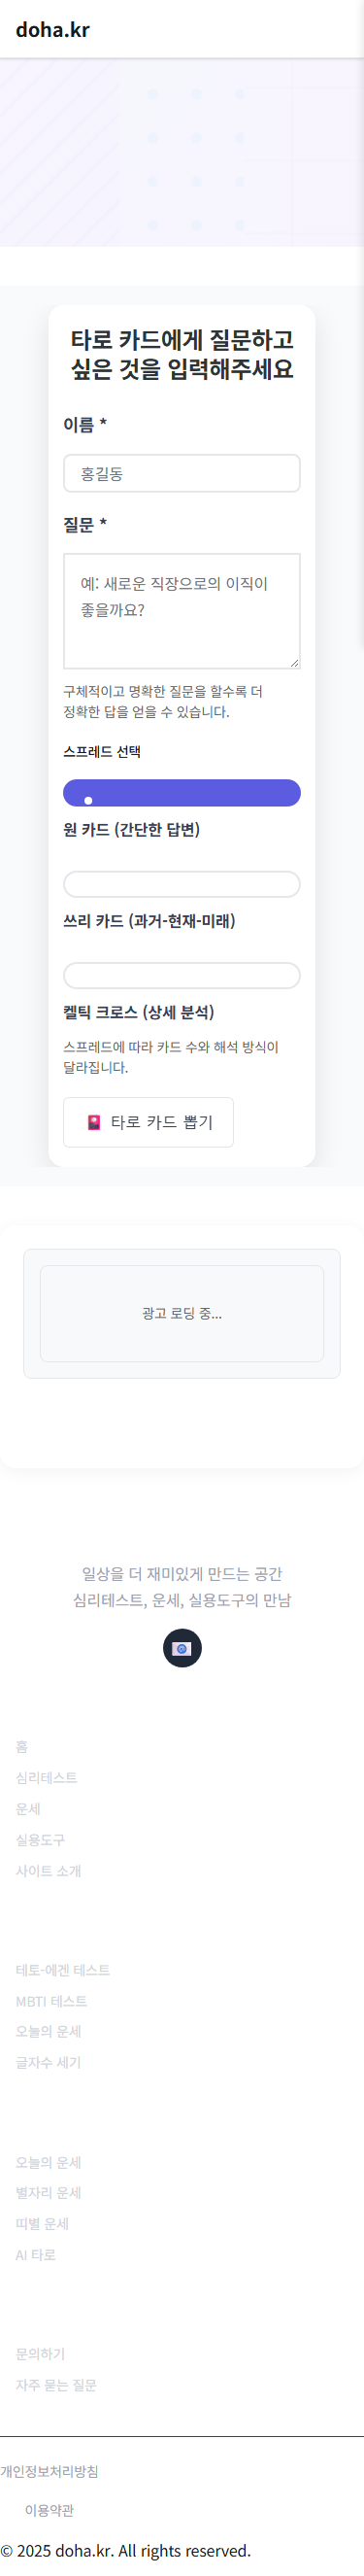 doha.kr
타로 카드에게 질문하고
싶은 것을 입력해주세요
이름 *
홍길동
질문 *
예: 새로운 직장으로의 이직이
좋을까요?
구체적이고 명확한 질문을 할수록 더
정확한 답을 얻을 수 있습니다.
스프레드 선택
원 카드 (간단한 답변)
쓰리 카드 (과거-현재-미래)
켈틱 크로스 (상세 분석)
스프레드에 따라 카드 수와 해석 방식이
달라집니다.
타로 카드 뽑기
광고 로딩 중...
일상을 더 재미있게 만드는 공간
심리테스트, 운세, 실용도구의 만남
홈
심리테스트
운세
실용도구
사이트 소개
테토-에겐 테스트
MBTI 테스트
오늘의 운세
글자수 세기
오늘의 운세
별자리 운세
띠별 운세
AI 타로
문의하기
자주 묻는 질문
개인정보처리방침
이용약관
© 2025 doha.kr. All rights reserved.